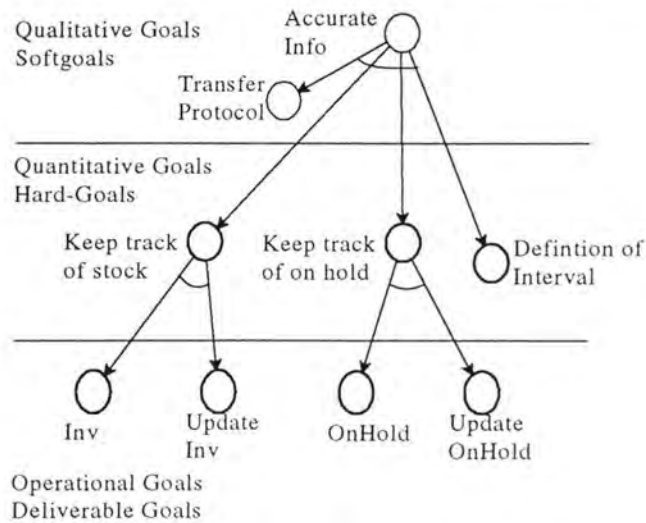 Qualitative Goals
Softgoals
Accurate
Info
Transfer
Protocol
Quantitative Goals
Hard-Goals
Keep track
of stock
Keep track
of on hold
Defintion of
Interval
Inv
Update
Inv
OnHold
Update
OnHold
Operational Goals
Deliverable Goals